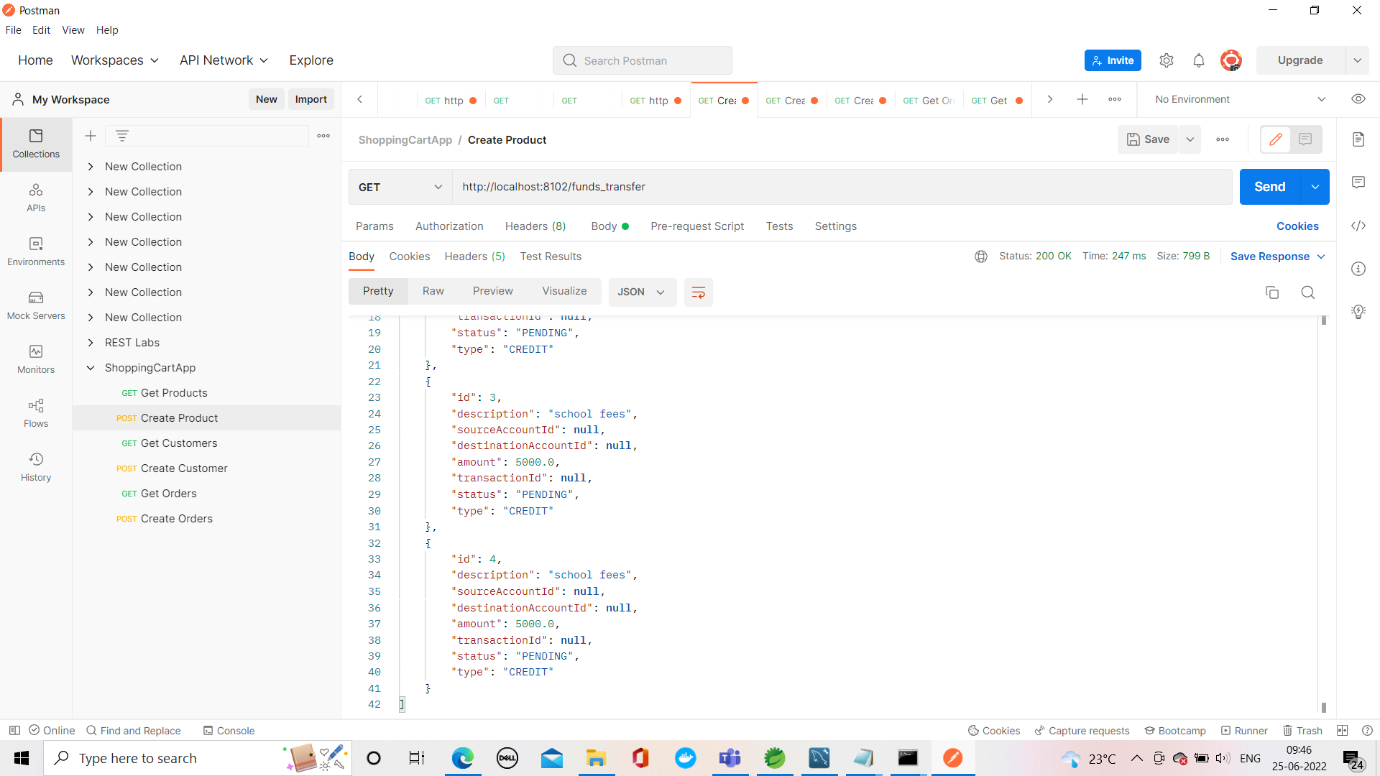 Postman
File Edit View Help
Home Workspaces API Network Explore Search Postman Invite Upgrade
My Workspace New Import GET http GET GET GET http GET Crea GET Crea GET Crea GET Get Or GET Get No Environment
ShoppingCartApp / Create Product Save
Collections
APIs
Environments
Mock Servers
Monitors
Flows
History
New Collection
New Collection
New Collection
New Collection
New Collection
New Collection
New Collection
REST Labs
ShoppingCartApp
GET Get Products
POST Create Product
GET Get Customers
POST Create Customer
GET Get Orders
POST Create Orders
GET http://localhost:8102/funds_transfer Send
Params Authorization Headers (8) Body Pre-request Script Tests Settings Cookies
Body Cookies Headers (5) Test Results Status: 200 OK Time: 247 ms Size: 799 B Save Response
Pretty Raw Preview Visualize JSON
18 "transactionId": null,
19 "status": "PENDING",
20 "type": "CREDIT"
21 },
22 {
23 "id": 3,
24 "description": "school fees",
25 "sourceAccountId": null,
26 "destinationAccountId": null,
27 "amount": 5000.0,
28 "transactionId": null,
29 "status": "PENDING",
30 "type": "CREDIT"
31 },
32 {
33 "id": 4,
34 "description": "school fees",
35 "sourceAccountId": null,
36 "destinationAccountId": null,
37 "amount": 5000.0,
38 "transactionId": null,
39 "status": "PENDING",
40 "type": "CREDIT"
41 }
42 ]
Online Find and Replace Console Cookies Capture requests Bootcamp Runner Trash
Type here to search DELL 23°C ENG 09:46
25-06-2022 24